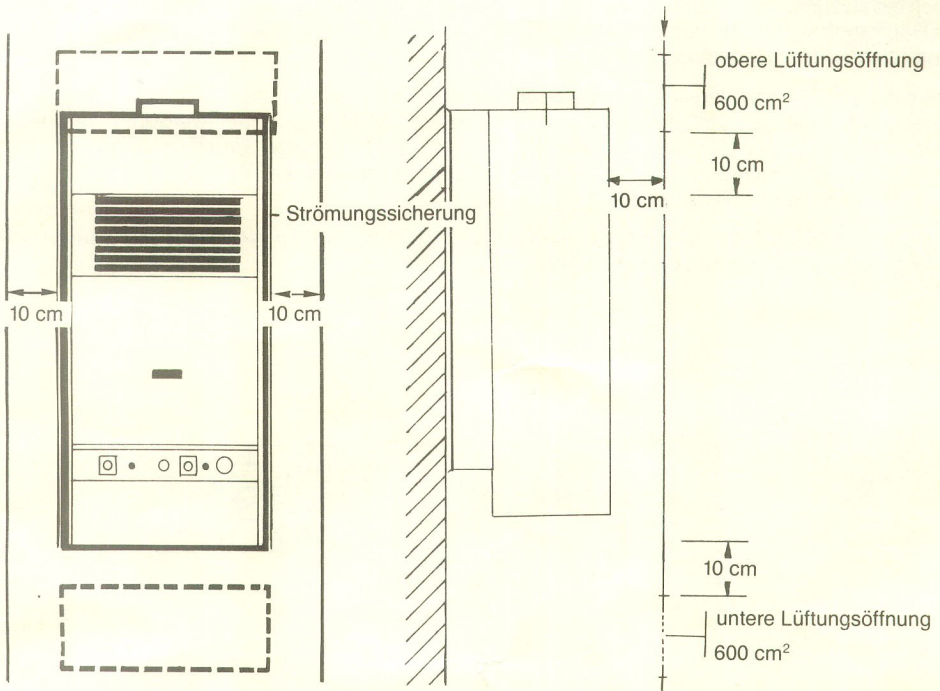 obere Lüftungsöffnung
600 cm²
10 cm
10 cm
Strömungssicherung
10 cm
10 cm
10 cm
untere Lüftungsöffnung
600 cm²